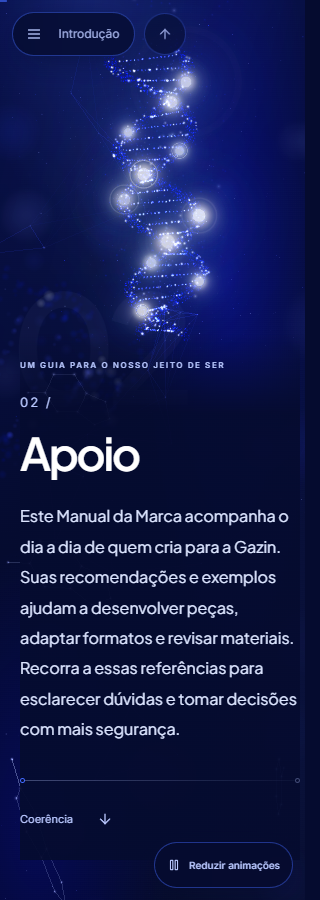 Introdução
UM GUIA PARA O NOSSO JEITO DE SER
02 /
Apoio
Este Manual da Marca acompanha o
dia a dia de quem cria para a Gazin.
Suas recomendações e exemplos
ajudam a desenvolver peças,
adaptar formatos e revisar materiais.
Recorra a essas referências para
esclarecer dúvidas e tomar decisões
com mais segurança.
Coerência
Reduzir animações